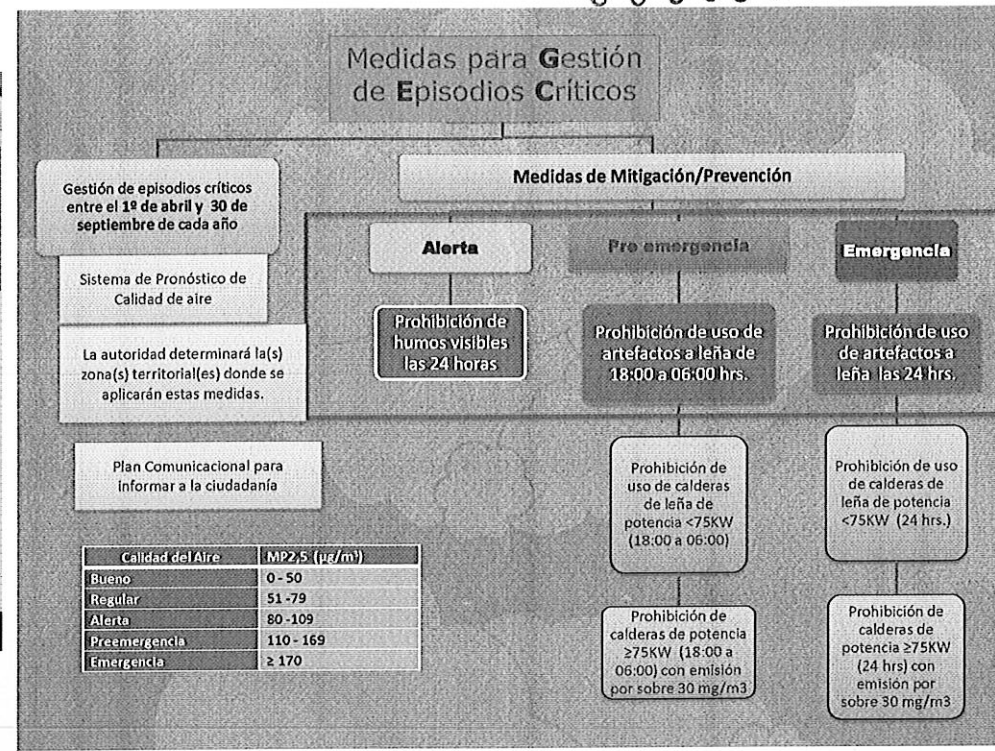 Medidas para Gestión
de Episodios Críticos
Gestión de episodios críticos
entre el 1º de abril y 30 de
septiembre de cada año
Sistema de Pronóstico de
Calidad de aire
La autoridad determinará la(s)
zona(s) territorial(es) donde se
aplicarán estas medidas.
Plan Comunicacional para
informar a la ciudadanía
Calidad del Aire MP2,5 (µg/m³)
Bueno 0 - 50
Regular 51 -79
Alerta 80 -109
Preemergencia 110 - 169
Emergencia ≥ 170
Medidas de Mitigación/Prevención
Alerta
Prohibición de
humos visibles
las 24 horas
Pre emergencia
Prohibición de uso de
artefactos a leña de
18:00 a 06:00 hrs.
Prohibición de
uso de calderas
de leña de
potencia <75KW
(18:00 a 06:00)
Prohibición de
calderas de potencia
≥75KW (18:00 a
06:00) con emisión
por sobre 30 mg/m3
Emergencia
Prohibición de uso
de artefactos a
leña las 24 hrs.
Prohibición de uso
de calderas de
leña de potencia
<75KW (24 hrs.)
Prohibición de
calderas de
potencia ≥75KW
(24 hrs) con
emisión por
sobre 30 mg/m3